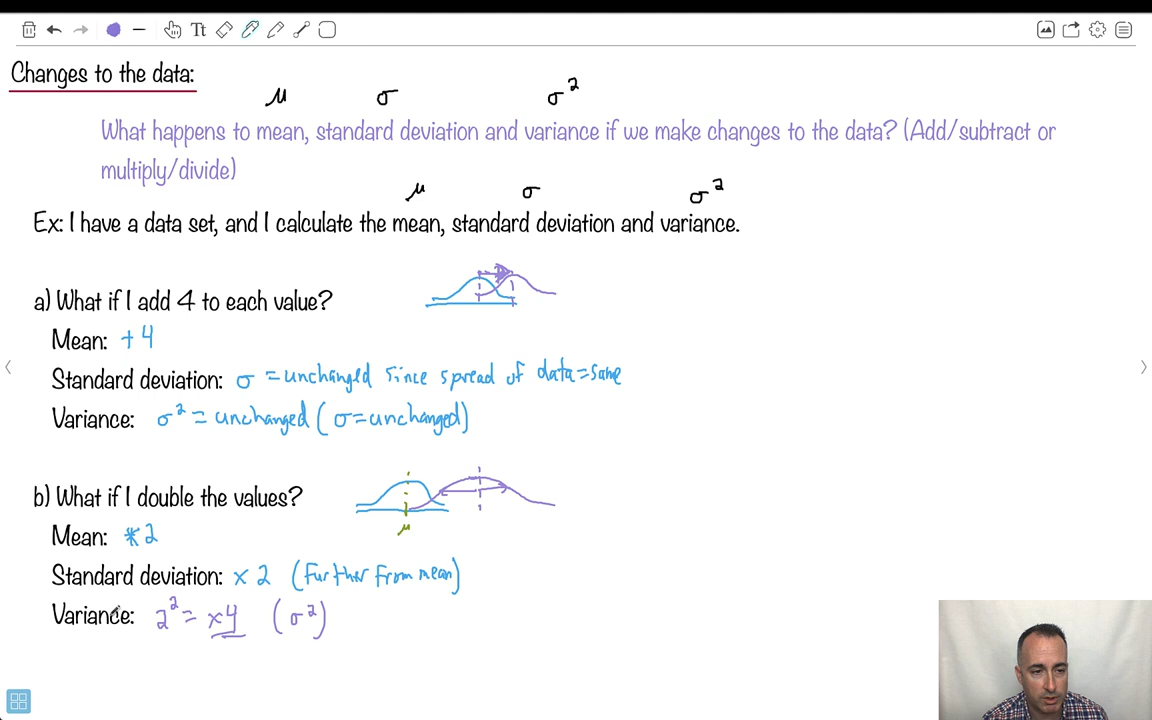 Tt
Changes to the data:
μ σ σ²
What happens to mean, standard deviation and variance if we make changes to the data? (Add/subtract or
multiply/divide)
μ σ σ²
Ex: I have a data set, and I calculate the mean, standard deviation and variance.
a) What if I add 4 to each value?
Mean: +4
Standard deviation: σ = unchanged since spread of data = same
Variance: σ² = unchanged (σ = unchanged)
b) What if I double the values?
μ
Mean: *2
Standard deviation: x 2 (further from mean)
Variance: 2² = x4 (σ²)